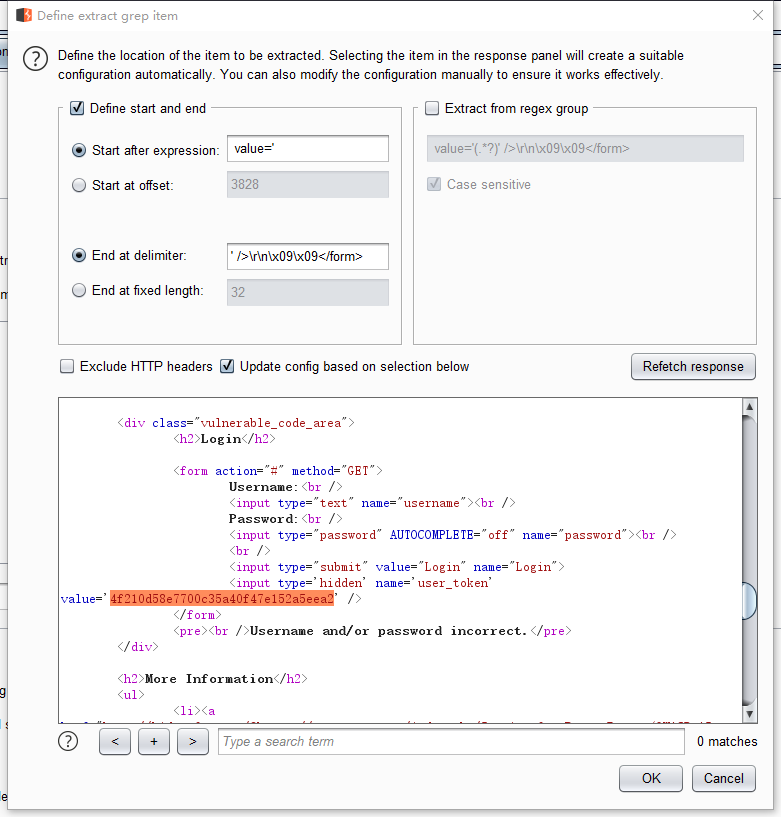 Define extract grep item
Define the location of the item to be extracted. Selecting the item in the response panel will create a suitable
configuration automatically. You can also modify the configuration manually to ensure it works effectively.
Define start and end
Start after expression: value='
Start at offset: 3828
End at delimiter: ' />\r\n\x09\x09</form>
End at fixed length: 32
Extract from regex group
value='(.*?)' />\r\n\x09\x09</form>
Case sensitive
Exclude HTTP headers Update config based on selection below Refetch response
<div class="vulnerable_code_area">
<h2>Login</h2>
<form action="#" method="GET">
Username:<br />
<input type="text" name="username"><br />
Password:<br />
<input type="password" AUTOCOMPLETE="off" name="password"><br />
<br />
<input type="submit" value="Login" name="Login">
<input type='hidden' name='user_token'
value='4f210d58e7700c35a40f47e152a5eea2' />
</form>
<pre><br />Username and/or password incorrect.</pre>
</div>
<h2>More Information</h2>
<ul>
<li><a
? < + > Type a search term 0 matches
OK Cancel